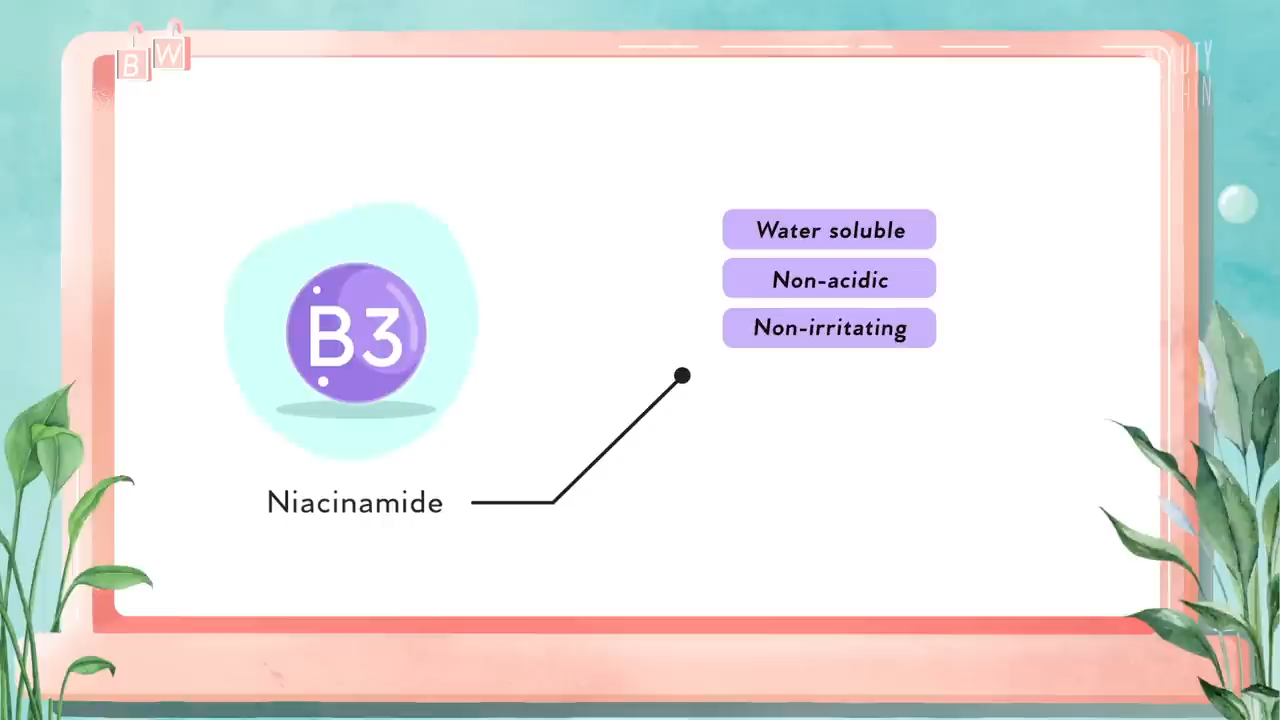 B W
B3
Niacinamide
Water soluble
Non-acidic
Non-irritating